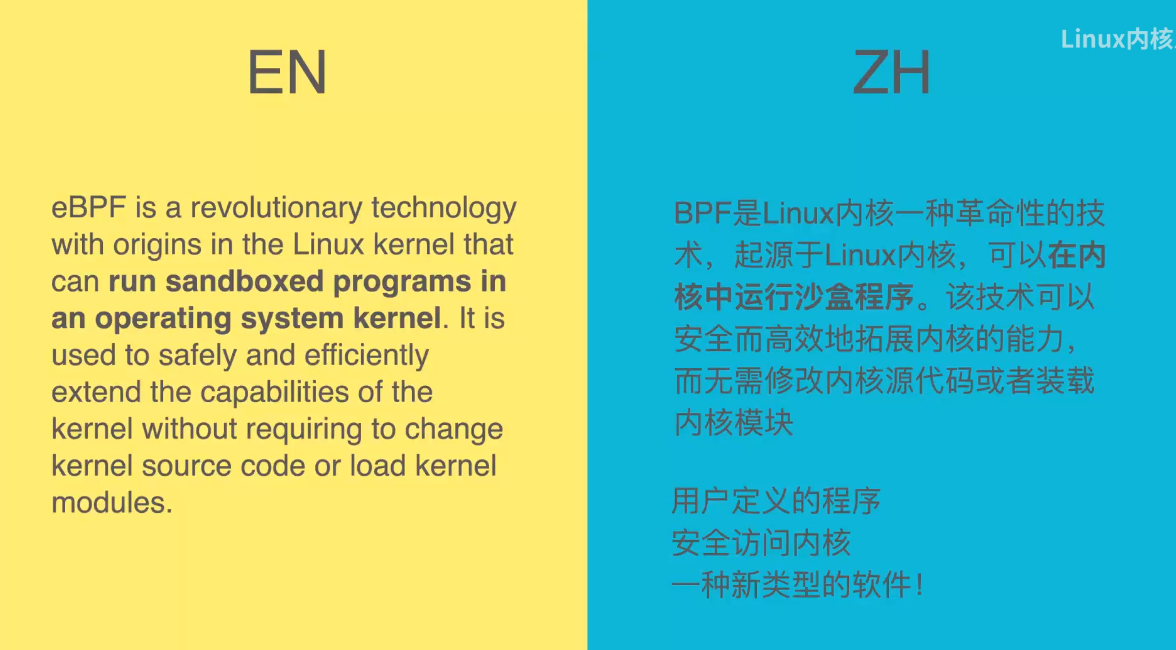 EN
eBPF is a revolutionary technology
with origins in the Linux kernel that
can run sandboxed programs in
an operating system kernel. It is
used to safely and efficiently
extend the capabilities of the
kernel without requiring to change
kernel source code or load kernel
modules.
Linux内核
ZH
BPF是Linux内核一种革命性的技
术，起源于Linux内核，可以在内
核中运行沙盒程序。该技术可以
安全而高效地拓展内核的能力，
而无需修改内核源代码或者装载
内核模块
用户定义的程序
安全访问内核
一种新类型的软件！